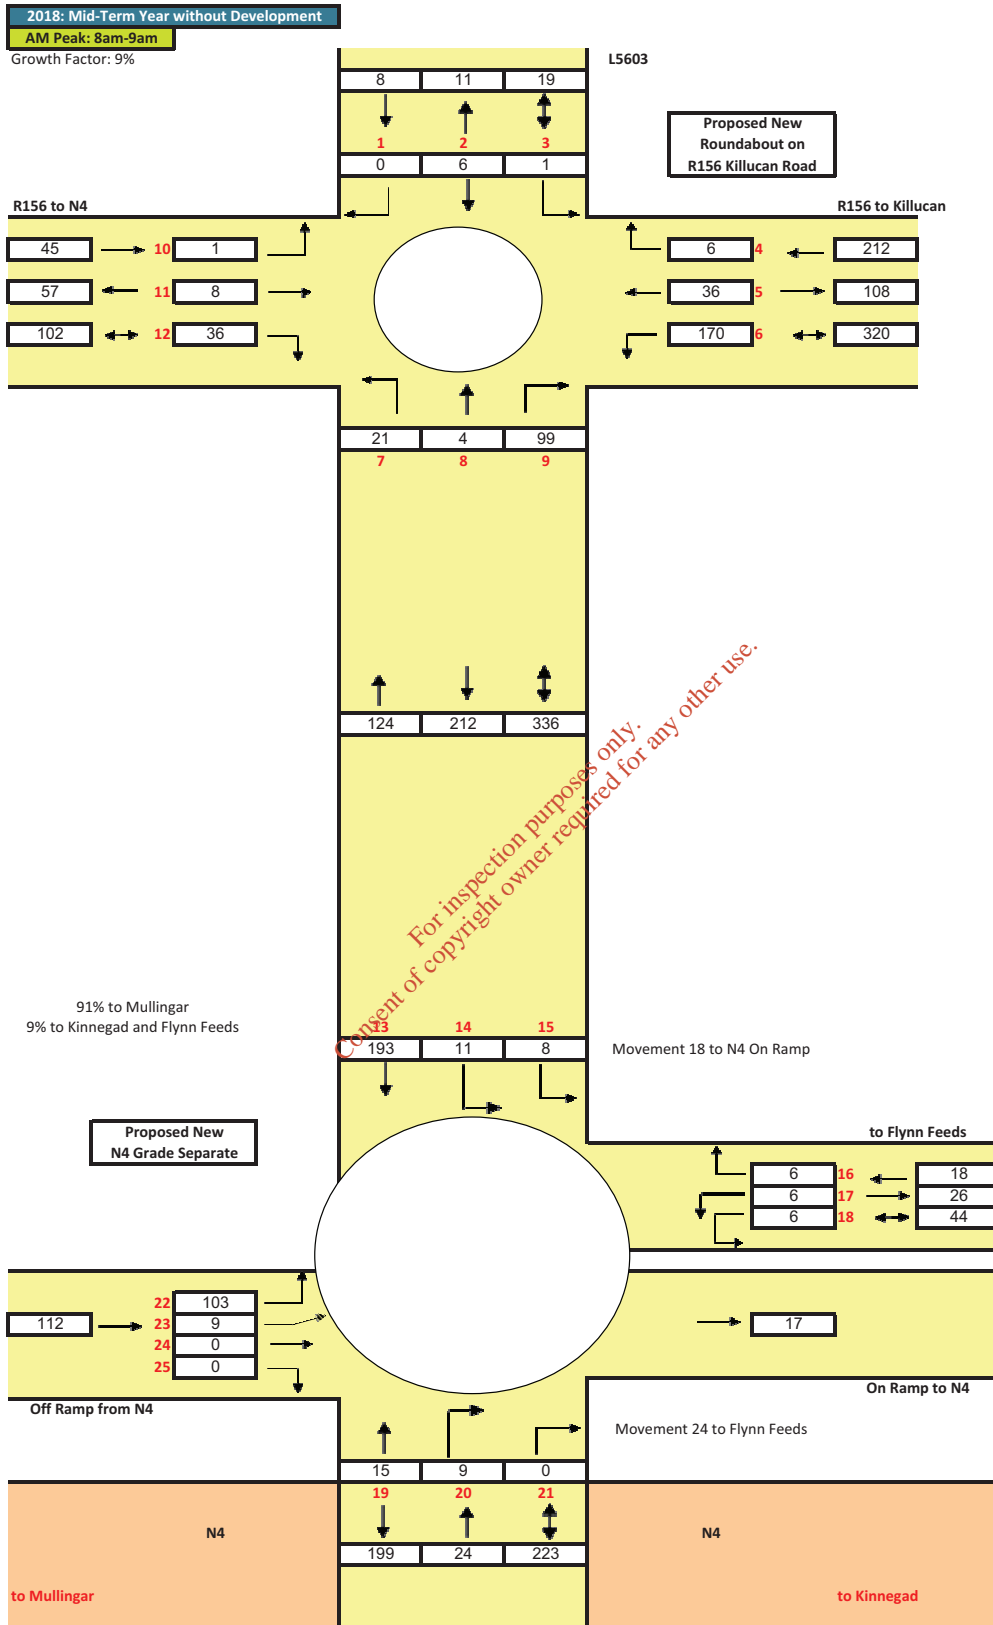 2018: Mid-Term Year without Development
AM Peak: 8am-9am
Growth Factor: 9%
L5603
8 11 19
1 2 3
0 6 1
Proposed New
Roundabout on
R156 Killucan Road
R156 to N4
R156 to Killucan
45 10 1
6 4 212
57 11 8
36 5 108
102 12 36
170 6 320
21 4 99
7 8 9
124 212 336
For inspection purposes only.
Consent of copyright owner required for any other use.
91% to Mullingar
9% to Kinnegad and Flynn Feeds
13 14 15
193 11 8
Movement 18 to N4 On Ramp
Proposed New
N4 Grade Separate
to Flynn Feeds
6 16 18
6 17 26
6 18 44
22 103
112 23 9
24 0
25 0
17
Off Ramp from N4
On Ramp to N4
Movement 24 to Flynn Feeds
15 9 0
19 20 21
N4
N4
199 24 223
to Mullingar
to Kinnegad